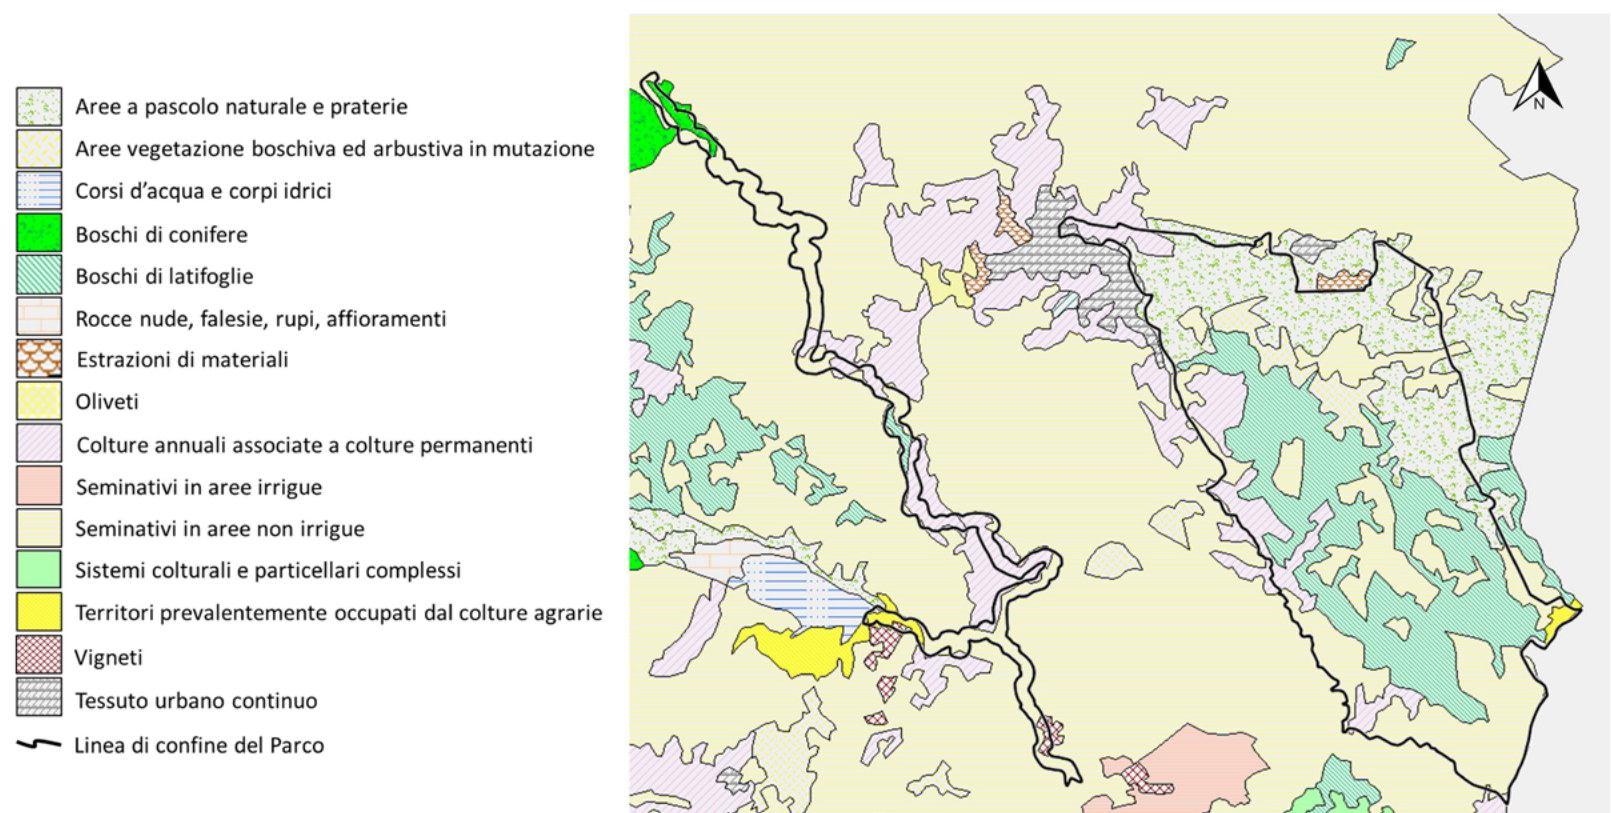 Aree a pascolo naturale e praterie
Aree vegetazione boschiva ed arbustiva in mutazione
Corsi d'acqua e corpi idrici
Boschi di conifere
Boschi di latifoglie
Rocce nude, falesie, rupi, affioramenti
Estrazioni di materiali
Oliveti
Colture annuali associate a colture permanenti
Seminativi in aree irrigue
Seminativi in aree non irrigue
Sistemi colturali e particellari complessi
Territori prevalentemente occupati dal colture agrarie
Vigneti
Tessuto urbano continuo
Linea di confine del Parco
N